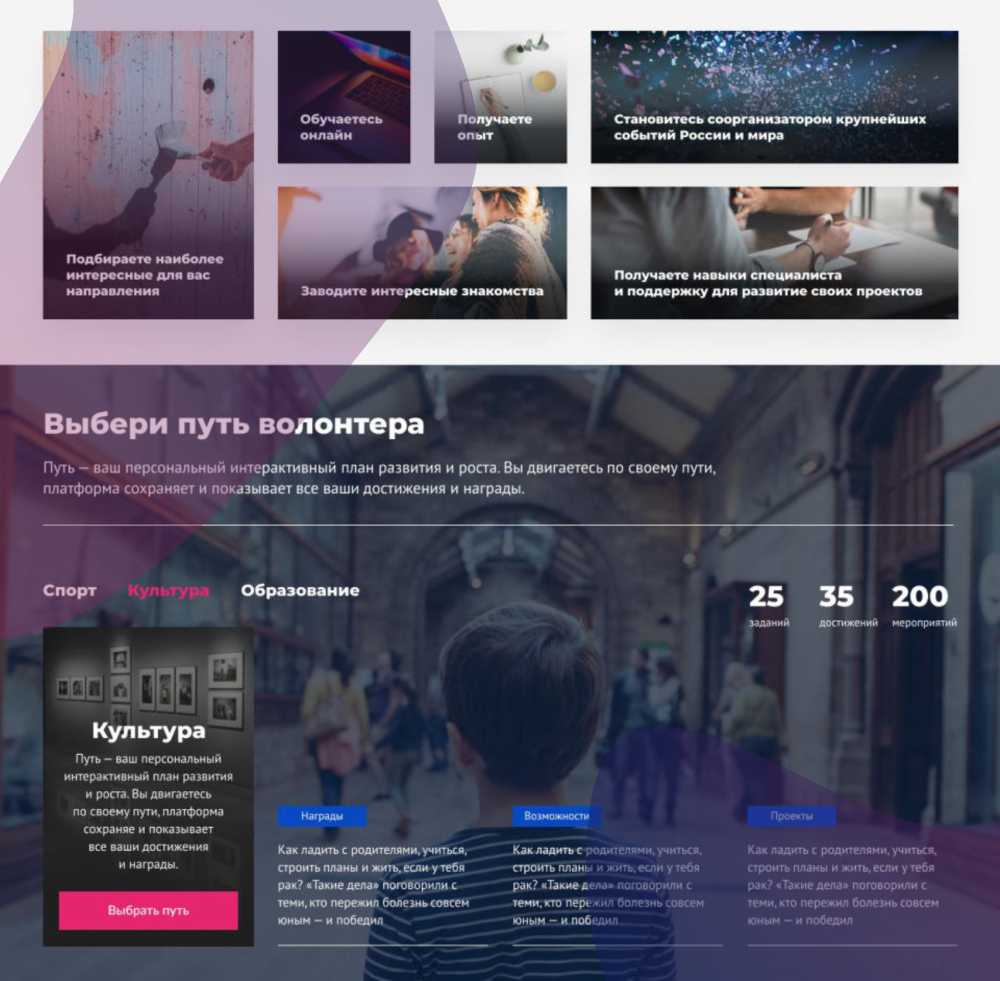 Обучаетесь
онлайн
Получаете
опыт
Становитесь соорганизатором крупнейших
событий России и мира
Подбираете наиболее
интересные для вас
направления
Заводите интересные знакомства
Получаете навыки специалиста
и поддержку для развитие своих проектов
Выбери путь волонтера
Путь — ваш персональный интерактивный план развития и роста. Вы двигаетесь по своему пути,
платформа сохраняет и показывает все ваши достижения и награды.
Спорт Культура Образование
25 35 200
заданий достижений мероприятий
Культура
Путь — ваш персональный
интерактивный план развития
и роста. Вы двигаетесь
по своему пути, платформа
сохраняе и показывает
все ваши достижения
и награды.
Выбрать путь
Награды
Как ладить с родителями, учиться,
строить планы и жить, если у тебя
рак? «Такие дела» поговорили с
теми, кто пережил болезнь совсем
юным — и победил
Возможности
Как ладить с родителями, учиться,
строить планы и жить, если у тебя
рак? «Такие дела» поговорили с
теми, кто пережил болезнь совсем
юным — и победил
Проекты
Как ладить с родителями, учиться,
строить планы и жить, если у тебя
рак? «Такие дела» поговорили с
теми, кто пережил болезнь совсем
юным — и победил